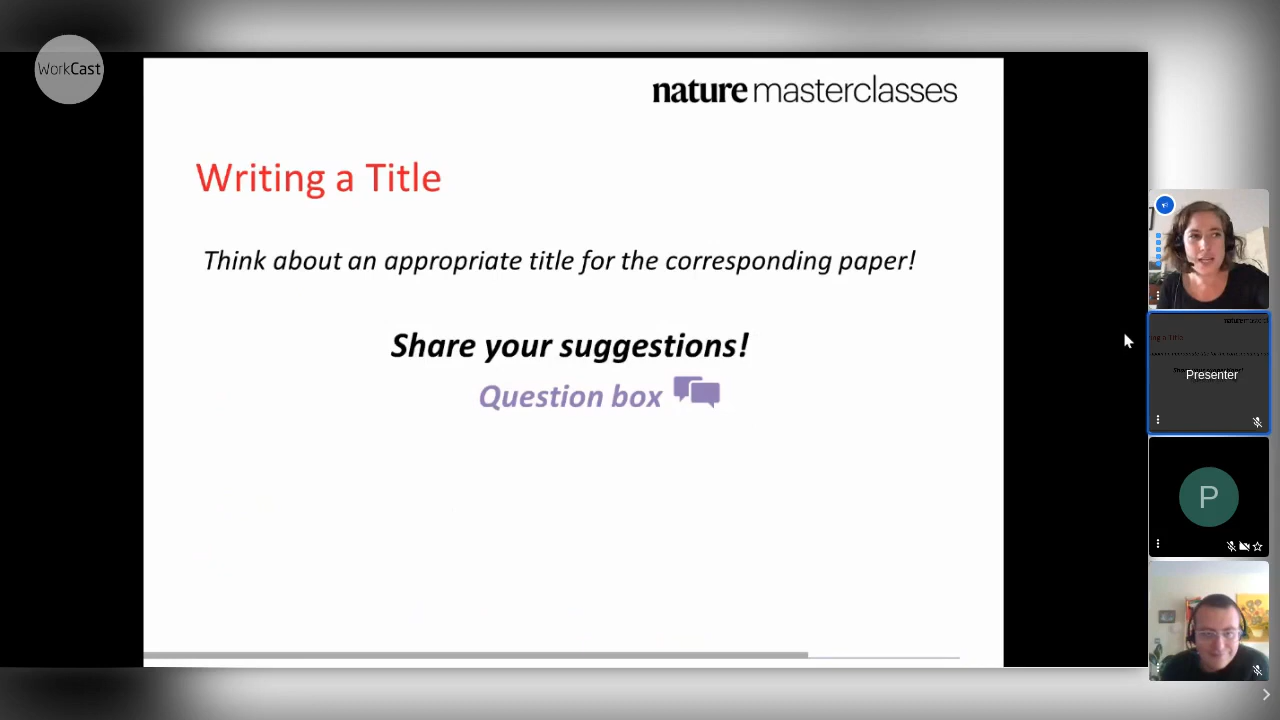 WorkCast
nature masterclasses
Writing a Title
Think about an appropriate title for the corresponding paper!
Share your suggestions!
Question box
Presenter
P